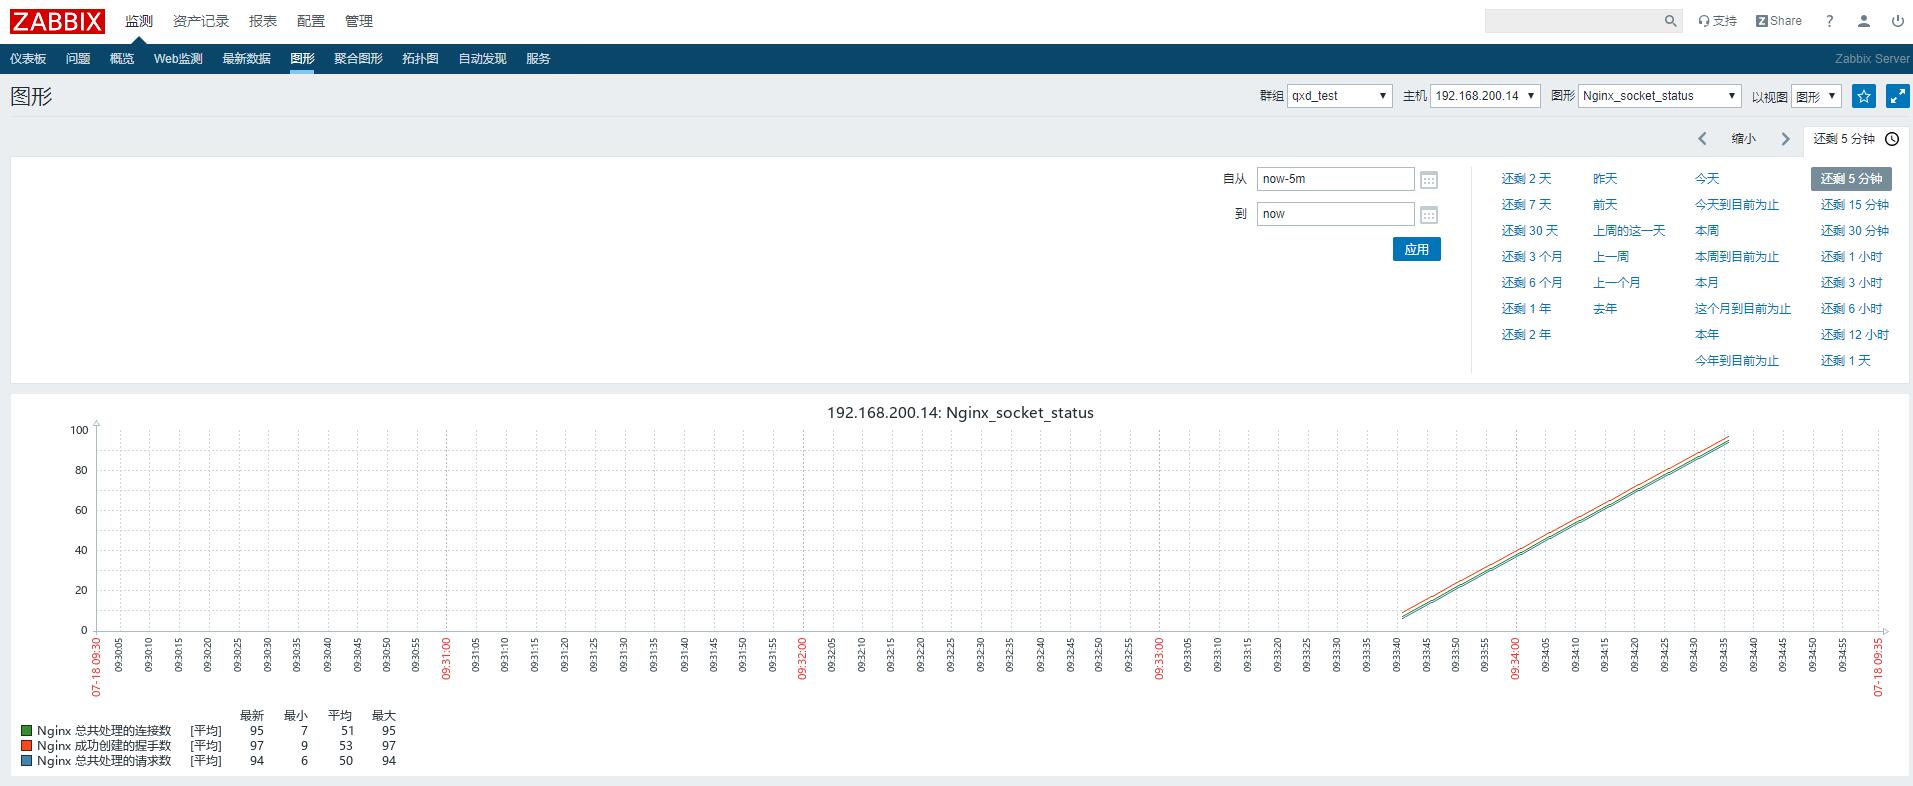 ZABBIX 监测 资产记录 报表 配置 管理 支持 Z Share ?
仪表板 问题 概览 Web监测 最新数据 图形 聚合图形 拓扑图 自动发现 服务 Zabbix Server
图形 群组 qxd_test 主机 192.168.200.14 图形 Nginx_socket_status 以视图 图形
缩小 还剩 5 分钟
自从 now-5m
到 now
应用
还剩 2 天 昨天 今天 还剩 5 分钟
还剩 7 天 前天 今天到目前为止 还剩 15 分钟
还剩 30 天 上周的这一天 本周 还剩 30 分钟
还剩 3 个月 上一周 本周到目前为止 还剩 1 小时
还剩 6 个月 上一个月 本月 还剩 3 小时
还剩 1 年 去年 这个月到目前为止 还剩 6 小时
还剩 2 年 本年 还剩 12 小时
今年到目前为止 还剩 1 天
192.168.200.14: Nginx_socket_status
100
80
60
40
20
0
07-18 09:30 09:30:05 09:30:10 09:30:15 09:30:20 09:30:25 09:30:30 09:30:35 09:30:40 09:30:45 09:30:50 09:30:55 09:31:00 09:31:05 09:31:10 09:31:15 09:31:20 09:31:25 09:31:30 09:31:35 09:31:40 09:31:45 09:31:50 09:31:55 09:32:00 09:32:05 09:32:10 09:32:15 09:32:20 09:32:25 09:32:30 09:32:35 09:32:40 09:32:45 09:32:50 09:32:55 09:33:00 09:33:05 09:33:10 09:33:15 09:33:20 09:33:25 09:33:30 09:33:35 09:33:40 09:33:45 09:33:50 09:33:55 09:34:00 09:34:05 09:34:10 09:34:15 09:34:20 09:34:25 09:34:30 09:34:35 09:34:40 09:34:45 09:34:50 09:34:55 07-18 09:35
最新 最小 平均 最大
Nginx 总共处理的连接数 [平均] 95 7 51 95
Nginx 成功创建的握手数 [平均] 97 9 53 97
Nginx 总共处理的请求数 [平均] 94 6 50 94